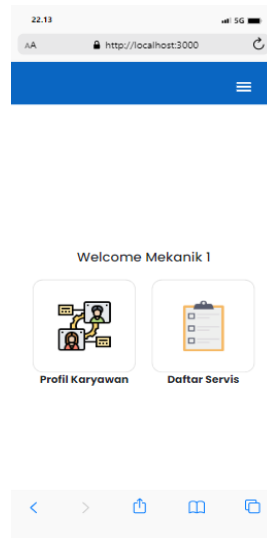 22.13
5G
AA
http://localhost:3000
Welcome Mekanik 1
Profil Karyawan
Daftar Servis